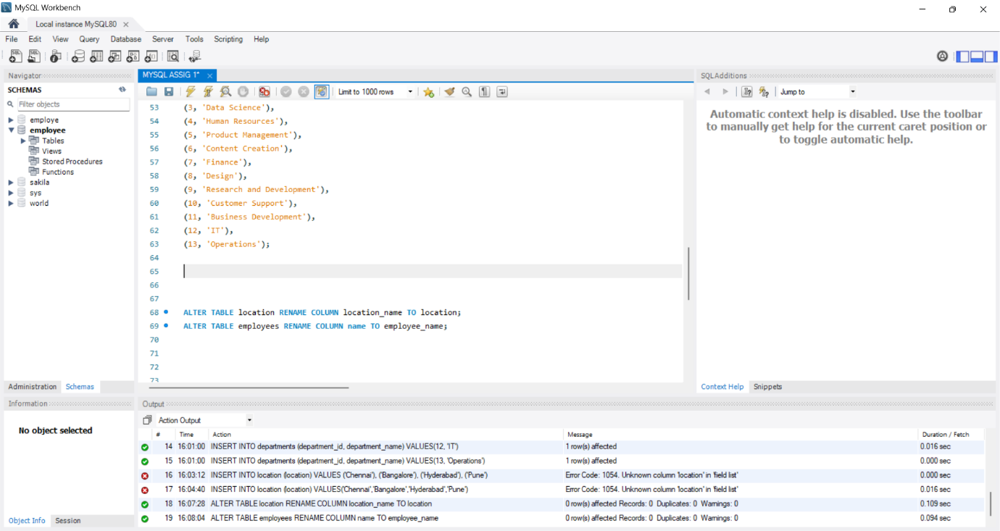 MySQL Workbench
Local instance MySQL80
File Edit View Query Database Server Tools Scripting Help
Navigator
SCHEMAS
Filter objects
employe
employee
Tables
Views
Stored Procedures
Functions
sakila
sys
world
Administration Schemas
Information
No object selected
Object Info Session
MYSQL ASSIG 1*
Limit to 1000 rows
53 (3, 'Data Science'),
54 (4, 'Human Resources'),
55 (5, 'Product Management'),
56 (6, 'Content Creation'),
57 (7, 'Finance'),
58 (8, 'Design'),
59 (9, 'Research and Development'),
60 (10, 'Customer Support'),
61 (11, 'Business Development'),
62 (12, 'IT'),
63 (13, 'Operations');
64
65
66
67
68 ALTER TABLE location RENAME COLUMN location_name TO location;
69 ALTER TABLE employees RENAME COLUMN name TO employee_name;
70
71
72
73
SQLAdditions
Jump to
Automatic context help is disabled. Use the toolbar
to manually get help for the current caret position or
to toggle automatic help.
Context Help Snippets
Output
Action Output
# Time Action Message Duration / Fetch
14 16:01:00 INSERT INTO departments (department_id, department_name) VALUES(12, 'IT') 1 row(s) affected 0.016 sec
15 16:01:00 INSERT INTO departments (department_id, department_name) VALUES(13, 'Operations') 1 row(s) affected 0.000 sec
16 16:03:12 INSERT INTO location (location) VALUES ('Chennai'), ('Bangalore'), ('Hyderabad'), ('Pune') Error Code: 1054. Unknown column 'location' in 'field list' 0.000 sec
17 16:04:40 INSERT INTO location (location) VALUES('Chennai','Bangalore','Hyderabad','Pune') Error Code: 1054. Unknown column 'location' in 'field list' 0.016 sec
18 16:07:28 ALTER TABLE location RENAME COLUMN location_name TO location 0 row(s) affected Records: 0 Duplicates: 0 Warnings: 0 0.109 sec
19 16:08:04 ALTER TABLE employees RENAME COLUMN name TO employee_name 0 row(s) affected Records: 0 Duplicates: 0 Warnings: 0 0.094 sec